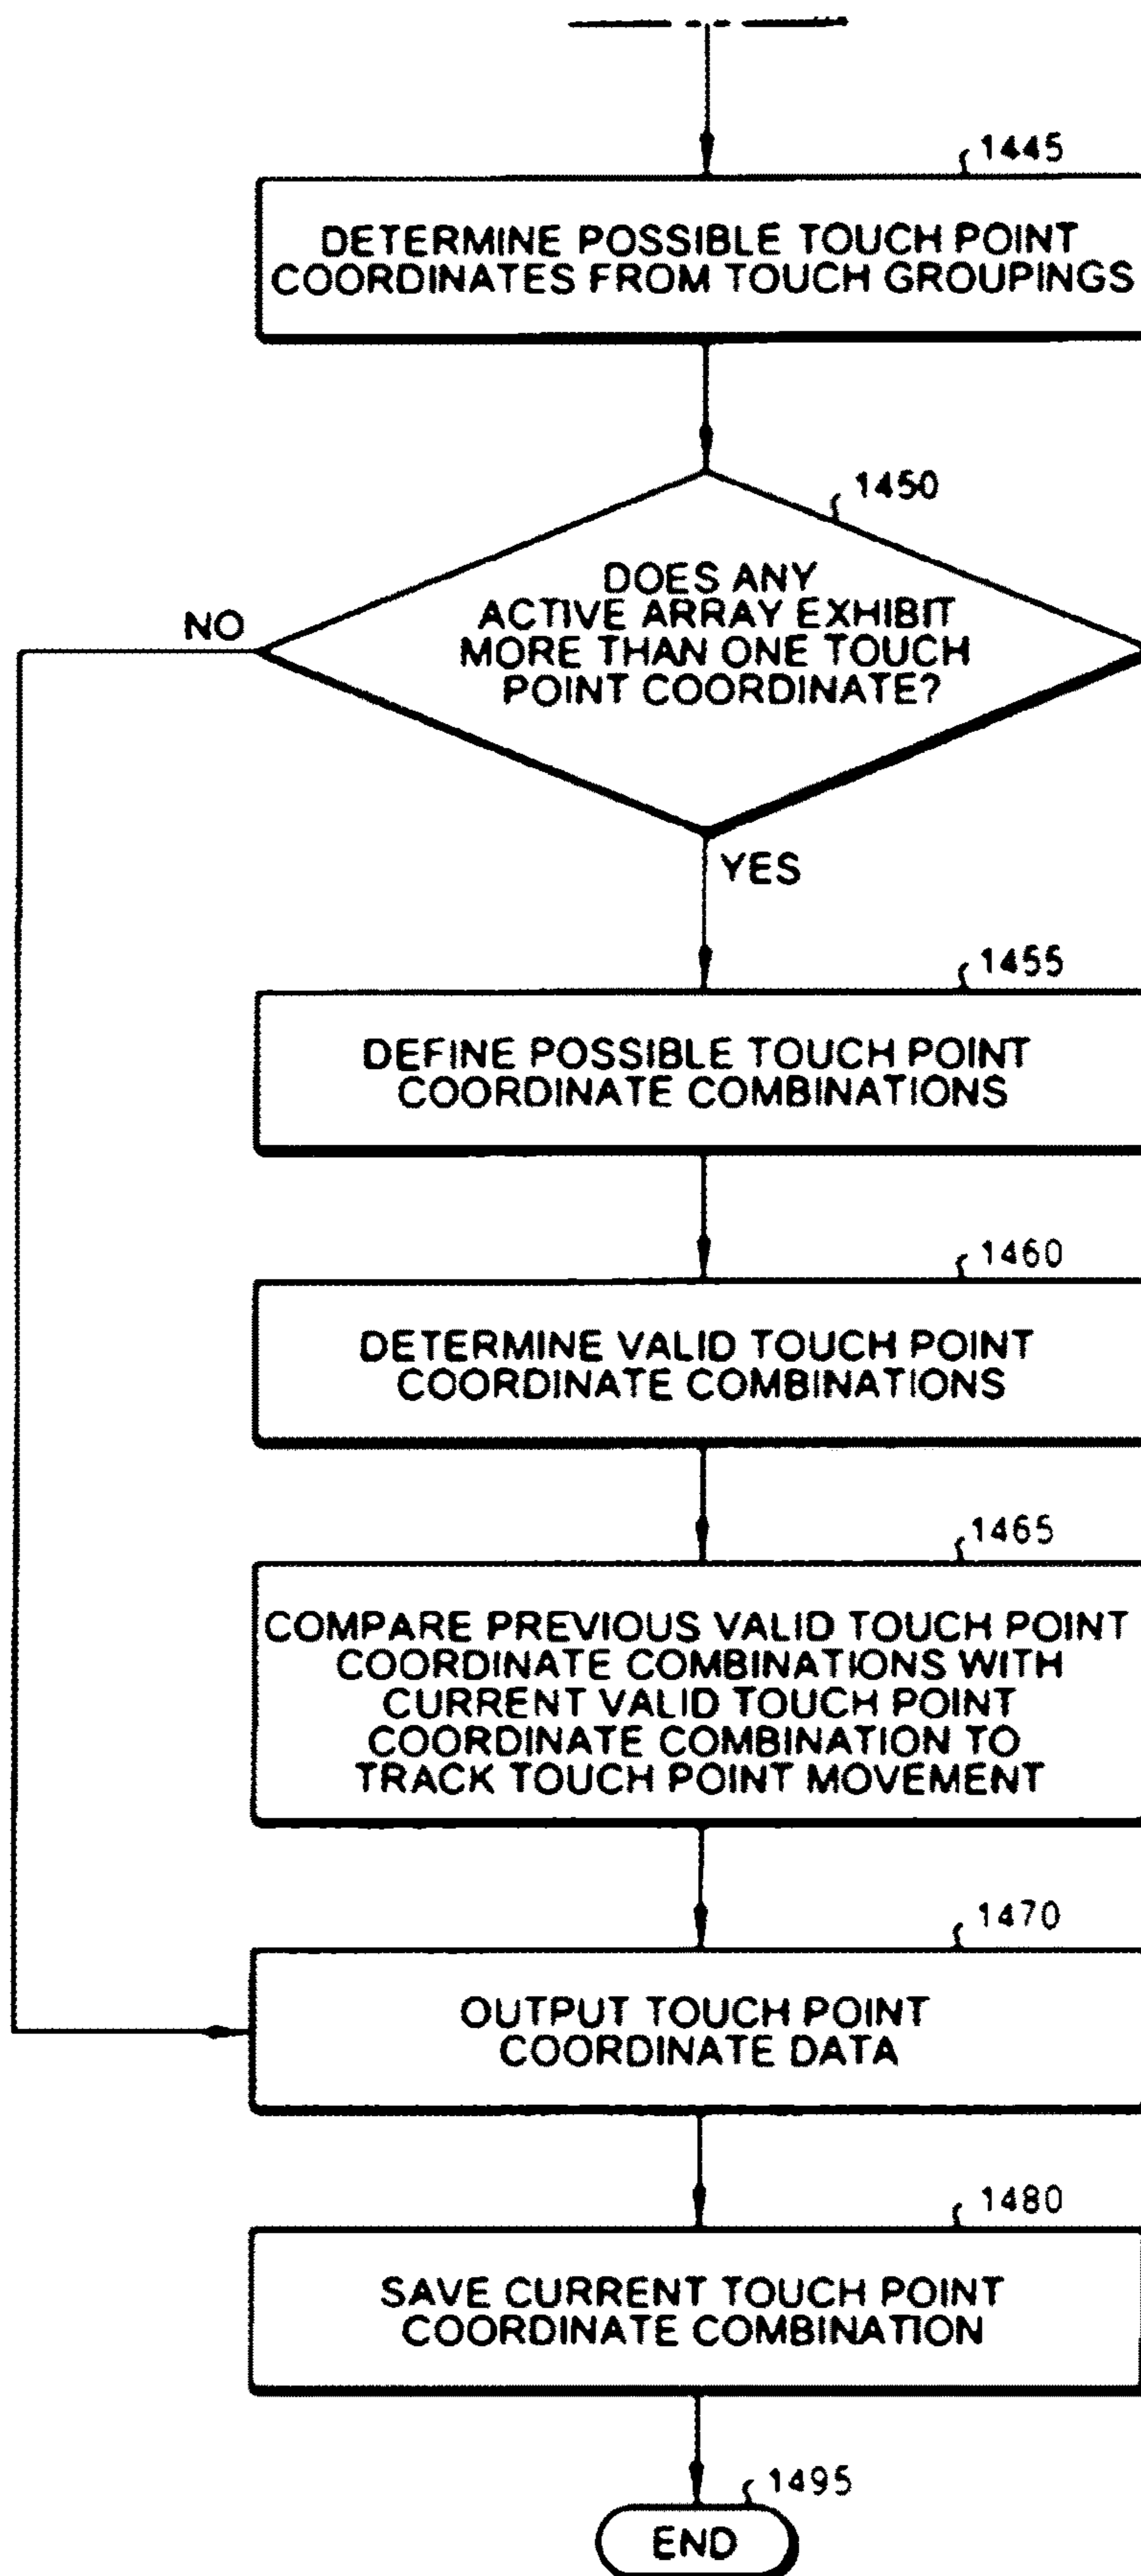 1445
DETERMINE POSSIBLE TOUCH POINT
COORDINATES FROM TOUCH GROUPINGS
1450
DOES ANY
ACTIVE ARRAY EXHIBIT
MORE THAN ONE TOUCH
POINT COORDINATE?
NO
YES
1455
DEFINE POSSIBLE TOUCH POINT
COORDINATE COMBINATIONS
1460
DETERMINE VALID TOUCH POINT
COORDINATE COMBINATIONS
1465
COMPARE PREVIOUS VALID TOUCH POINT
COORDINATE COMBINATIONS WITH
CURRENT VALID TOUCH POINT
COORDINATE COMBINATION TO
TRACK TOUCH POINT MOVEMENT
1470
OUTPUT TOUCH POINT
COORDINATE DATA
1480
SAVE CURRENT TOUCH POINT
COORDINATE COMBINATION
1495
END